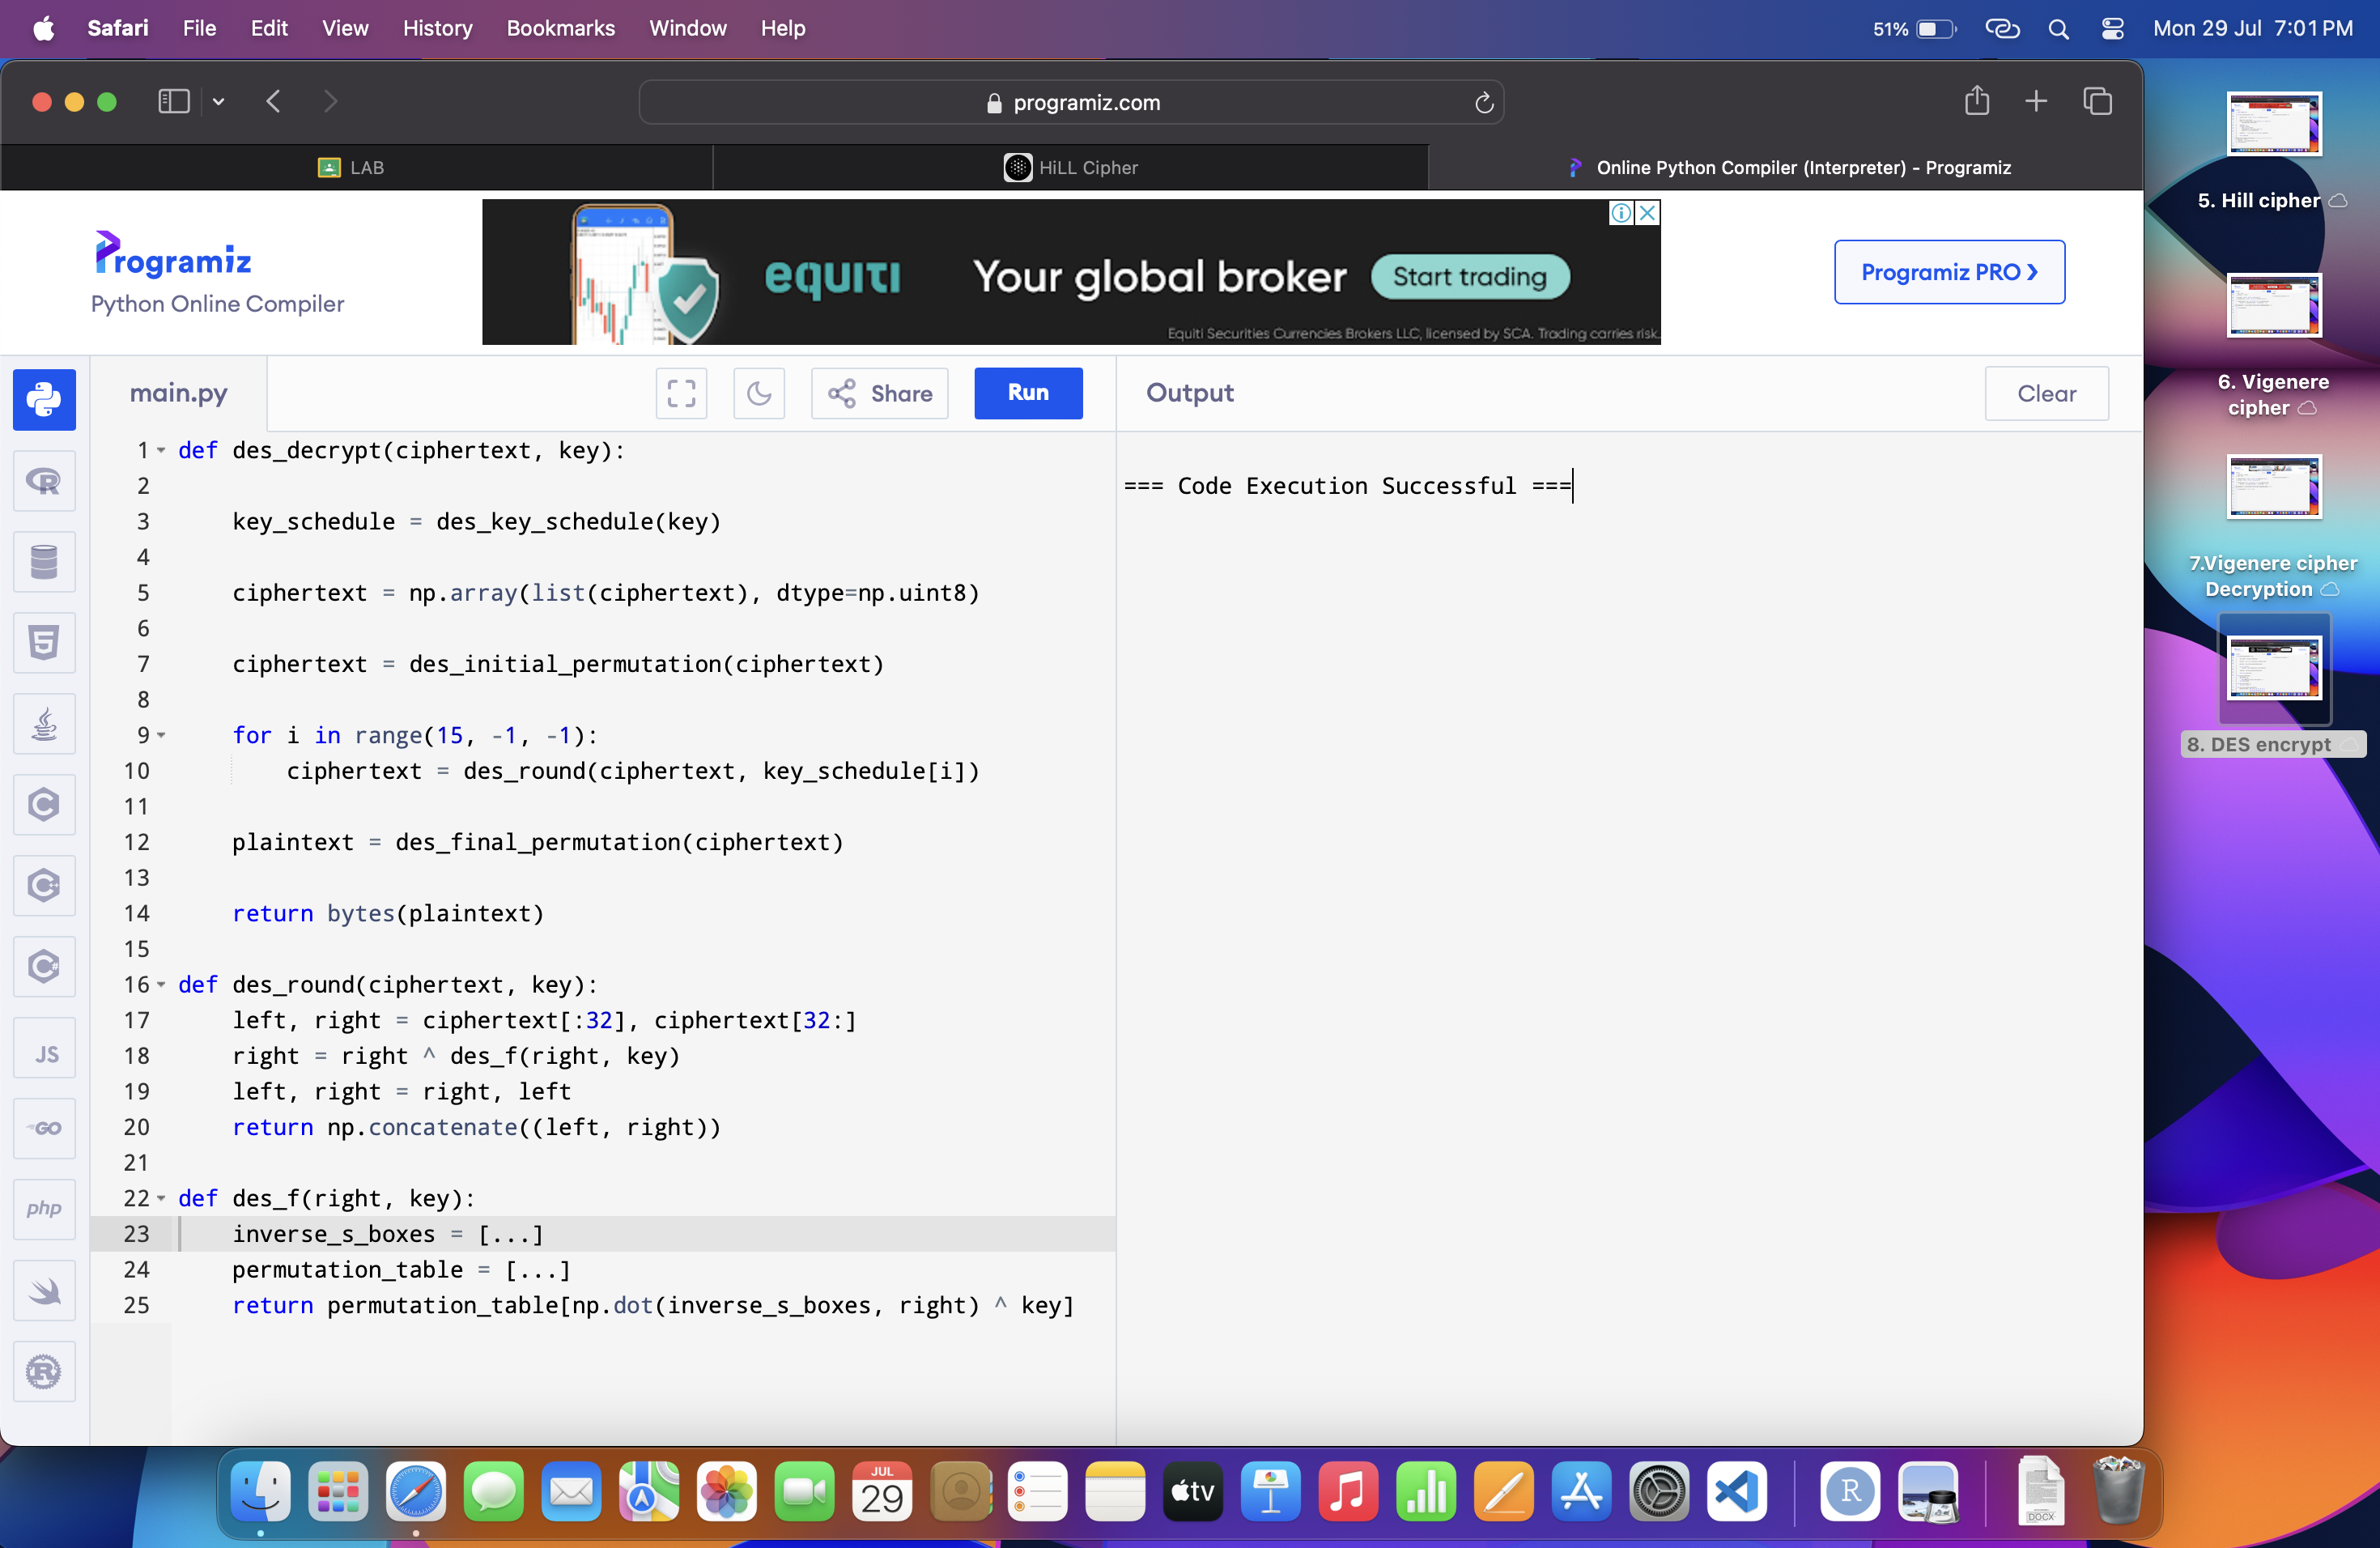 Safari File Edit View History Bookmarks Window Help 51% Mon 29 Jul 7:01 PM
programiz.com
LAB HiLL Cipher Online Python Compiler (Interpreter) - Programiz
Programiz
Python Online Compiler
equiti Your global broker Start trading
Equiti Securities Currencies Brokers LLC, licensed by SCA. Trading carries risk.
Programiz PRO ❯
main.py Share Run Output Clear
1 def des_decrypt(ciphertext, key):
2
3     key_schedule = des_key_schedule(key)
4
5     ciphertext = np.array(list(ciphertext), dtype=np.uint8)
6
7     ciphertext = des_initial_permutation(ciphertext)
8
9     for i in range(15, -1, -1):
10         ciphertext = des_round(ciphertext, key_schedule[i])
11
12     plaintext = des_final_permutation(ciphertext)
13
14     return bytes(plaintext)
15
16 def des_round(ciphertext, key):
17     left, right = ciphertext[:32], ciphertext[32:]
18     right = right ^ des_f(right, key)
19     left, right = right, left
20     return np.concatenate((left, right))
21
22 def des_f(right, key):
23     inverse_s_boxes = [...]
24     permutation_table = [...]
25     return permutation_table[np.dot(inverse_s_boxes, right) ^ key]
=== Code Execution Successful ===
R
5
C
C
C#
JS
GO
php
R
5. Hill cipher
6. Vigenere
cipher
7.Vigenere cipher
Decryption
8. DES encrypt
JUL
29
tv
R
DOCX